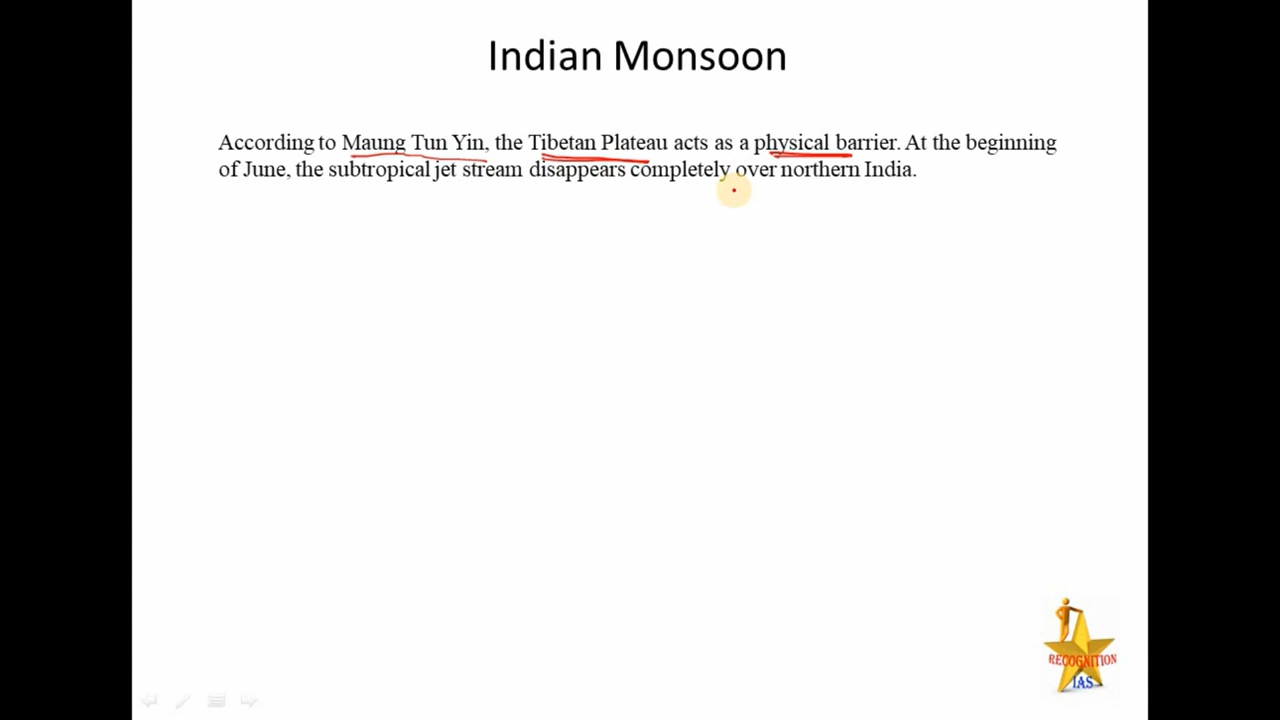 Indian Monsoon
According to Maung Tun Yin, the Tibetan Plateau acts as a physical barrier. At the beginning
of June, the subtropical jet stream disappears completely over northern India.
RECOGNITION
IAS